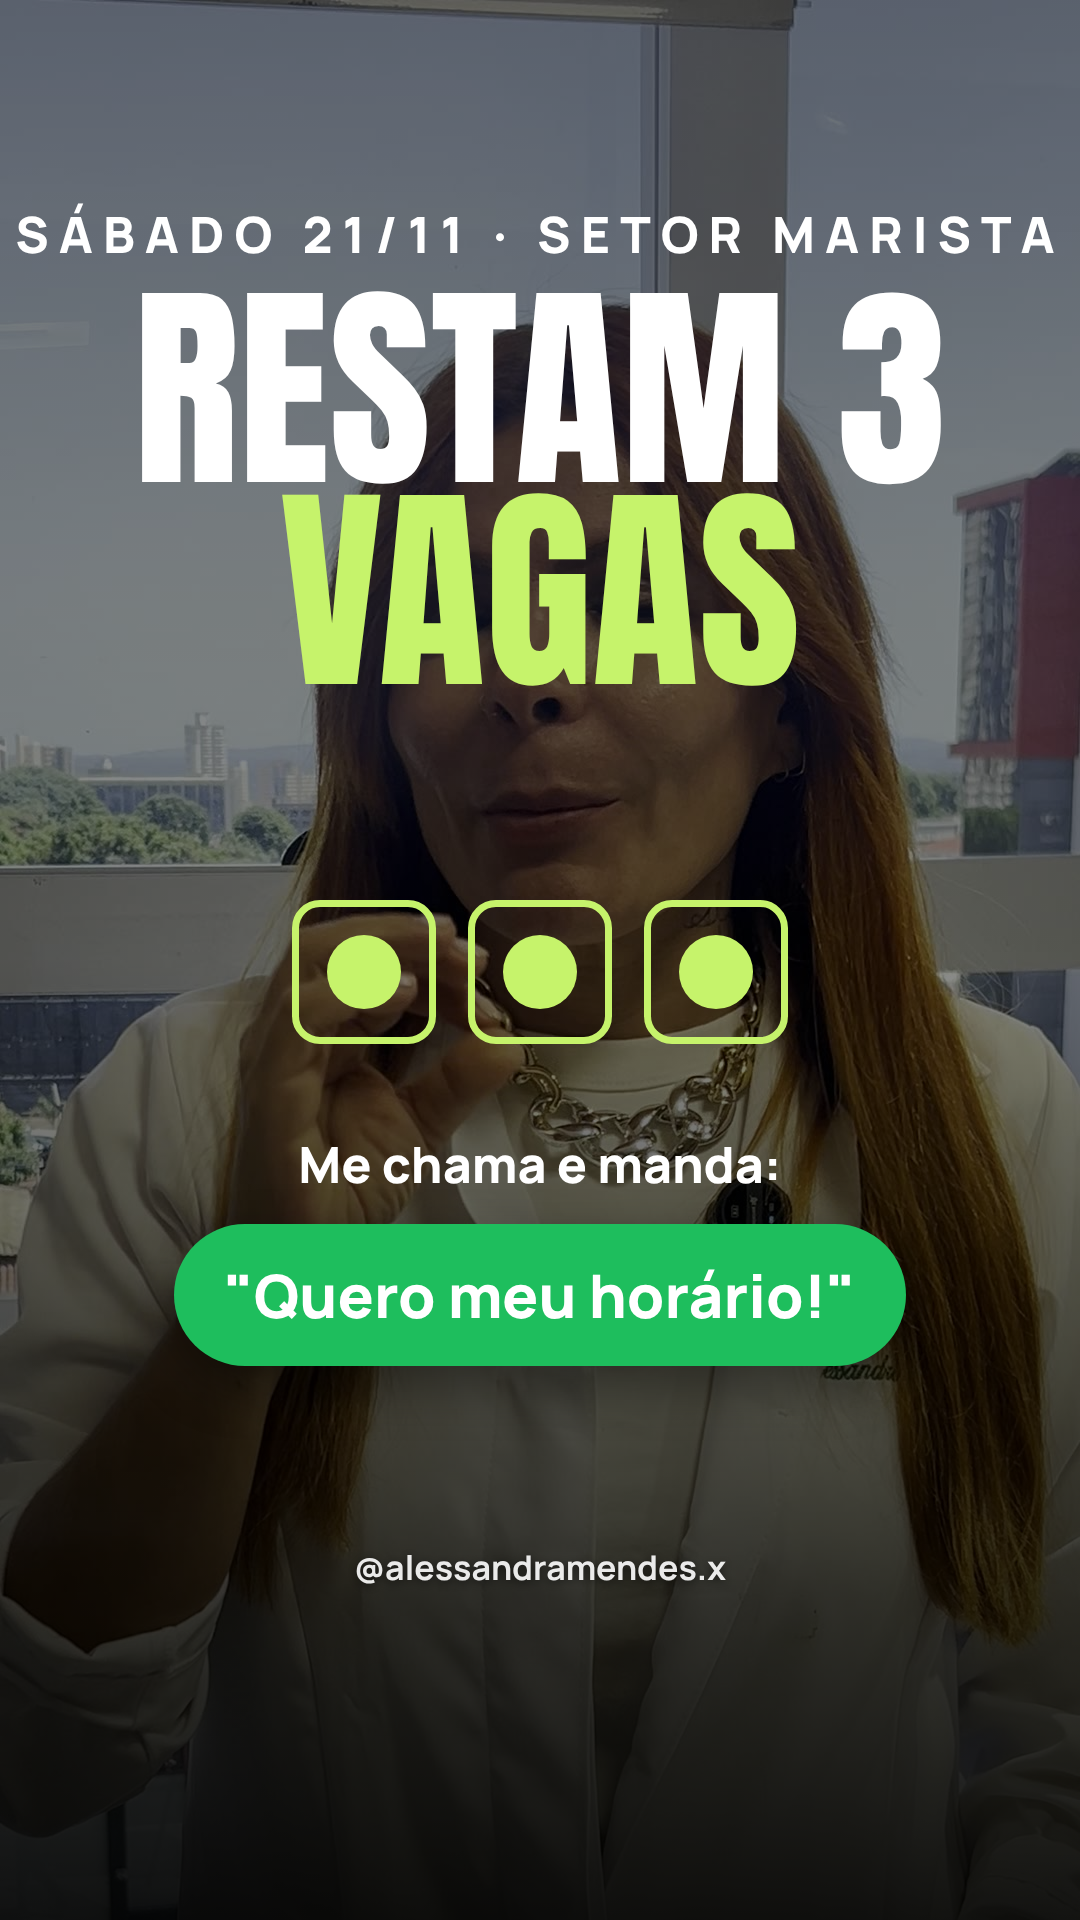 SÁBADO 21/11 · SETOR MARISTA
RESTAM 3
VAGAS
Me chama e manda:
"Quero meu horário!"
@alessandramendes.x